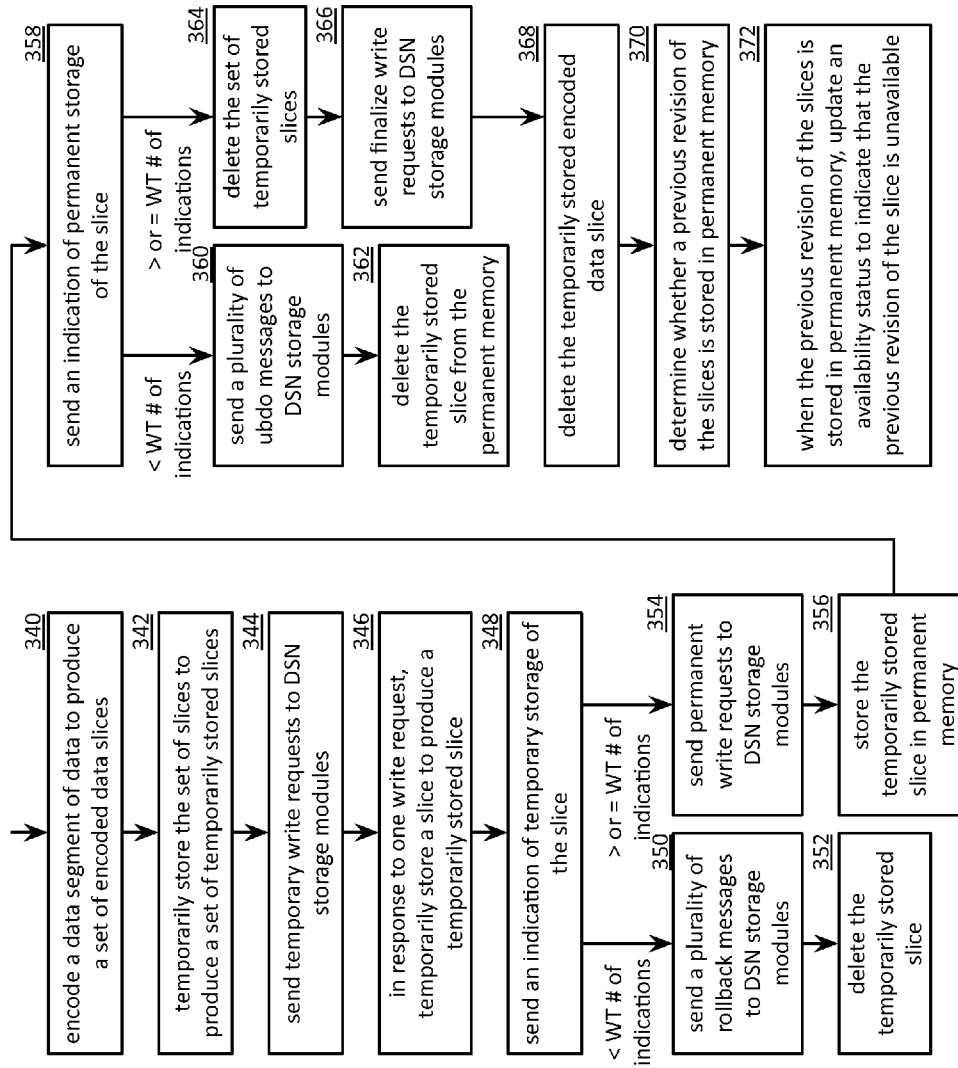 340
encode a data segment of data to produce
a set of encoded data slices
342
temporarily store the set of slices to
produce a set of temporarily stored slices
344
send temporary write requests to DSN
storage modules
346
in response to one write request,
temporarily store a slice to produce a
temporarily stored slice
348
send an indication of temporary storage of
the slice
< WT # of
indications
350
send a plurality of
rollback messages
to DSN storage
modules
352
delete the
temporarily stored
slice
> or = WT # of
indications
354
send permanent
write requests to
DSN storage
modules
356
store the
temporarily stored
slice in permanent
memory
358
send an indication of permanent storage
of the slice
< WT # of
indications
360
send a plurality of
ubdo messages to
DSN storage
modules
362
delete the
temporarily stored
slice from the
permanent memory
> or = WT # of
indications
364
delete the set of
temporarily stored
slices
366
send finalize write
requests to DSN
storage modules
368
delete the temporarily stored encoded
data slice
370
determine whether a previous revision of
the slices is stored in permanent memory
372
when the previous revision of the slices is
stored in permanent memory, update an
availability status to indicate that the
previous revision of the slice is unavailable